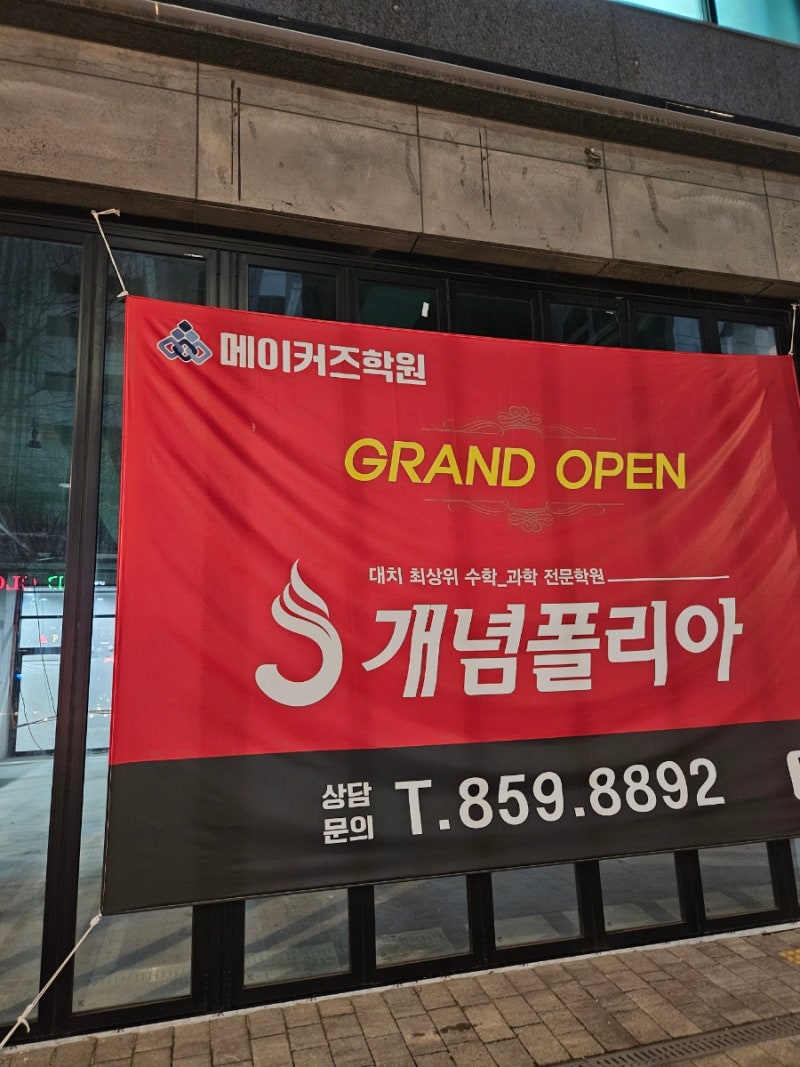 메이커즈학원
GRAND OPEN
대치 최상위 수학_과학 전문학원
개념폴리아
상담
문의
T.859.8892